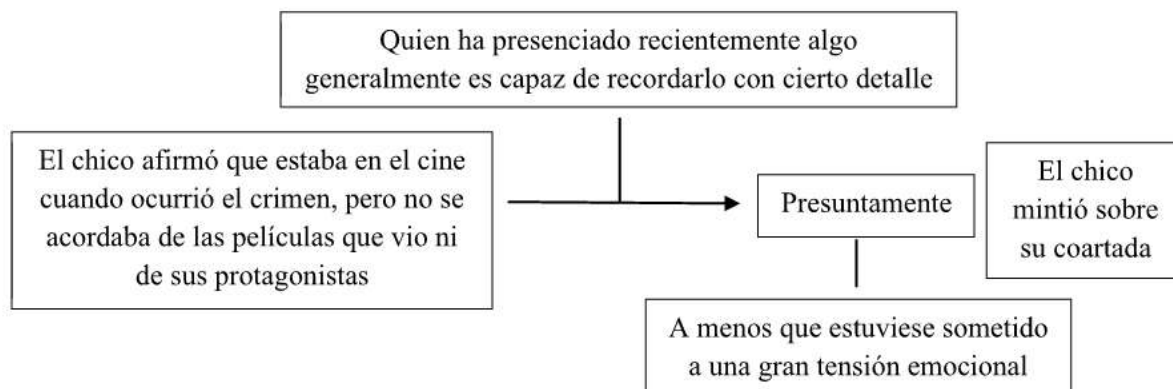 Quien ha presenciado recientemente algo
generalmente es capaz de recordarlo con cierto detalle
El chico afirmó que estaba en el cine
cuando ocurrió el crimen, pero no se
acordaba de las películas que vio ni
de sus protagonistas
Presuntamente
El chico
mintió sobre
su coartada
A menos que estuviese sometido
a una gran tensión emocional